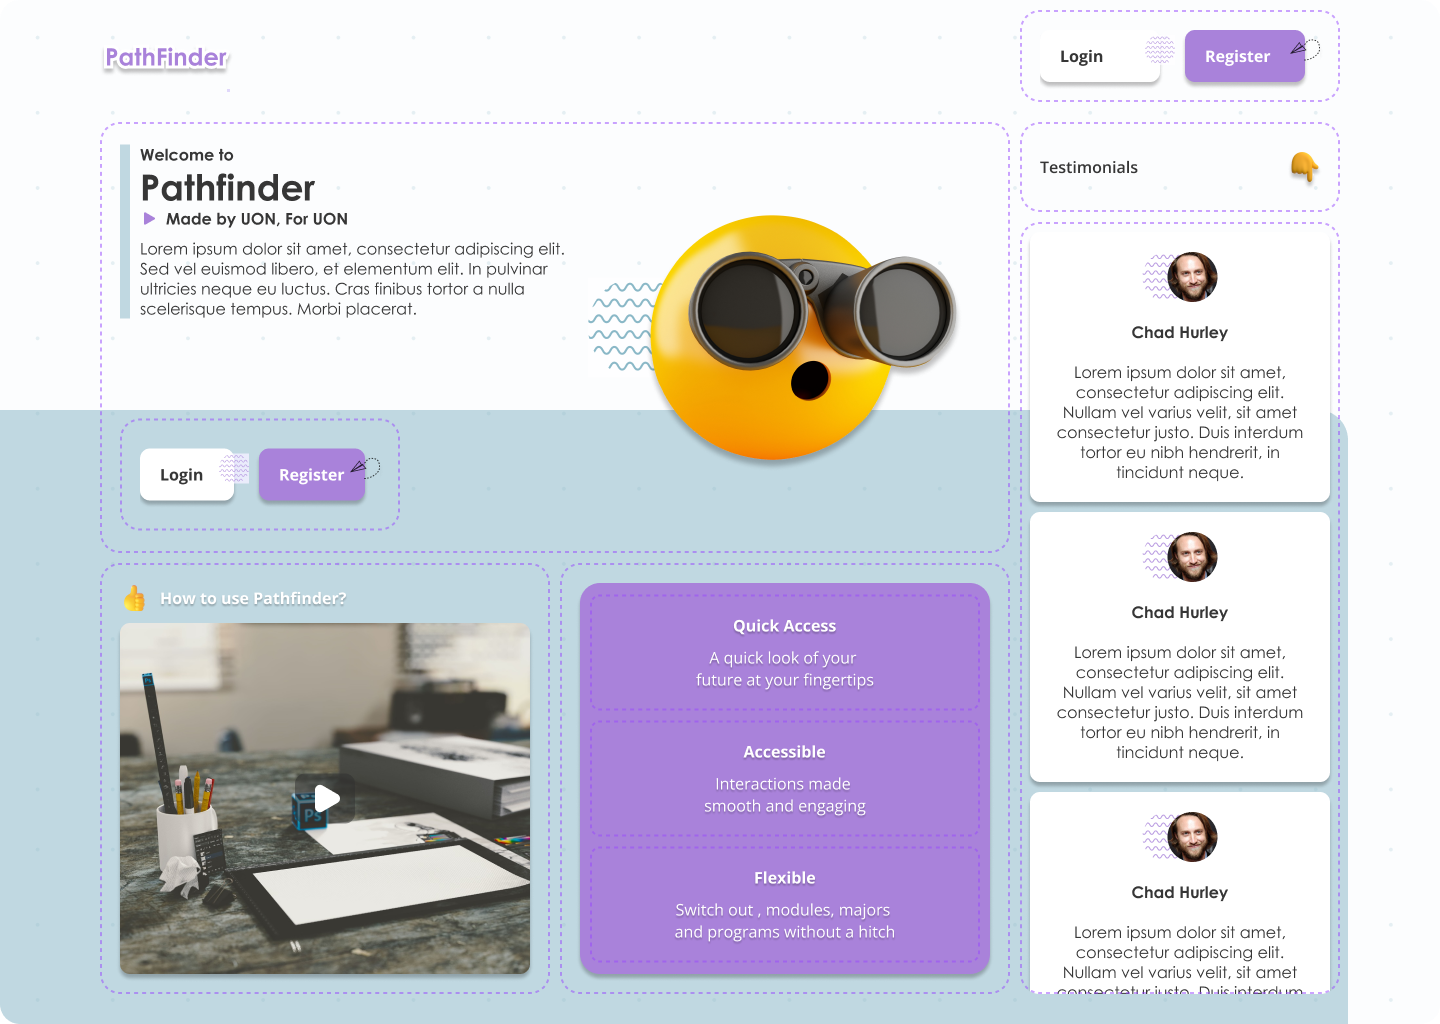 PathFinder
Login
Register
Welcome to
Pathfinder
Made by UON, For UON
Lorem ipsum dolor sit amet, consectetur adipiscing elit.
Sed vel euismod libero, et elementum elit. In pulvinar
ultricies neque eu luctus. Cras finibus tortor a nulla
scelerisque tempus. Morbi placerat.
Login
Register
How to use Pathfinder?
Ps
Quick Access
A quick look of your
future at your fingertips
Accessible
Interactions made
smooth and engaging
Flexible
Switch out , modules, majors
and programs without a hitch
Testimonials
Chad Hurley
Lorem ipsum dolor sit amet,
consectetur adipiscing elit.
Nullam vel varius velit, sit amet
consectetur justo. Duis interdum
tortor eu nibh hendrerit, in
tincidunt neque.
Chad Hurley
Lorem ipsum dolor sit amet,
consectetur adipiscing elit.
Nullam vel varius velit, sit amet
consectetur justo. Duis interdum
tortor eu nibh hendrerit, in
tincidunt neque.
Chad Hurley
Lorem ipsum dolor sit amet,
consectetur adipiscing elit.
Nullam vel varius velit, sit amet
consectetur justo. Duis interdum